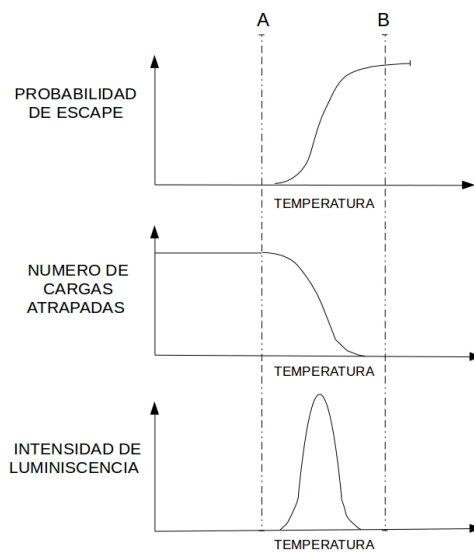 A
B
PROBABILIDAD
DE ESCAPE
TEMPERATURA
NUMERO DE
CARGAS
ATRAPADAS
TEMPERATURA
INTENSIDAD DE
LUMINISCENCIA
TEMPERATURA